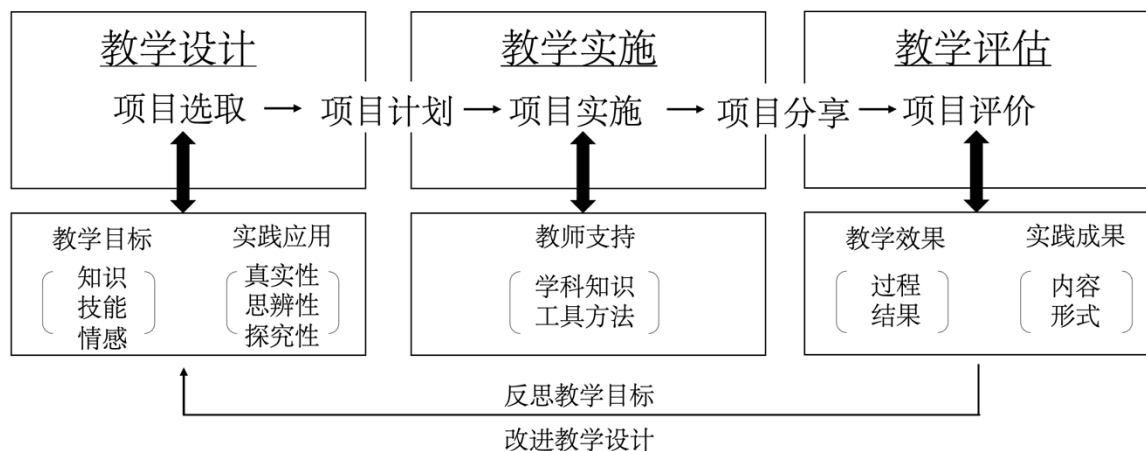 教学设计
教学实施
教学评估
项目选取 → 项目计划 → 项目实施 → 项目分享 → 项目评价
教学目标
知识
技能
情感
实践应用
真实性
思辨性
探究性
教师支持
学科知识
工具方法
教学效果
过程
结果
实践成果
内容
形式
反思教学目标
改进教学设计